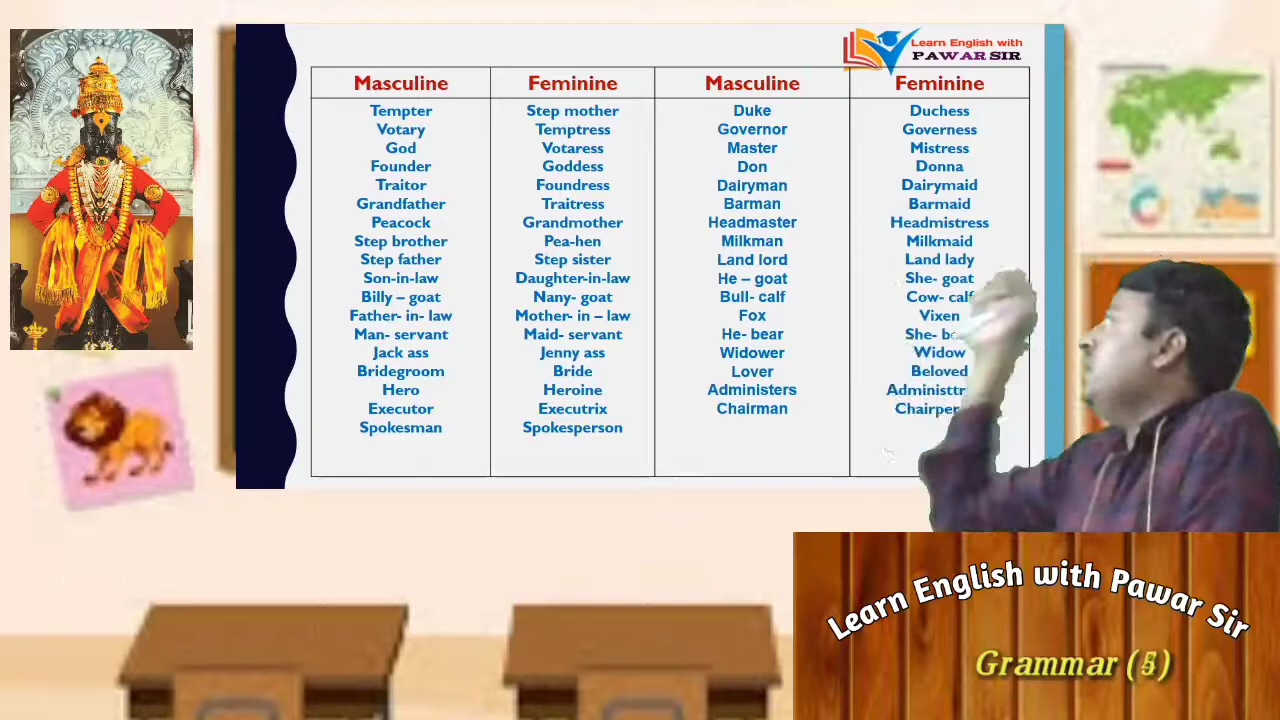 Learn English with
PAWAR SIR
Masculine Feminine Masculine Feminine
Tempter Step mother Duke Duchess
Votary Temptress Governor Governess
God Votaress Master Mistress
Founder Goddess Don Donna
Traitor Foundress Dairyman Dairymaid
Grandfather Traitress Barman Barmaid
Peacock Grandmother Headmaster Headmistress
Step brother Pea-hen Milkman Milkmaid
Step father Step sister Land lord Land lady
Son-in-law Daughter-in-law He – goat She- goat
Billy – goat Nany- goat Bull- calf Cow- calf
Father- in- law Mother- in – law Fox Vixen
Man- servant Maid- servant He- bear She-
Jack ass Jenny ass Widower Widow
Bridegroom Bride Lover Beloved
Hero Heroine Administers
Executor Executrix Chairman
Spokesman Spokesperson
Learn English with Pawar Sir
Grammar